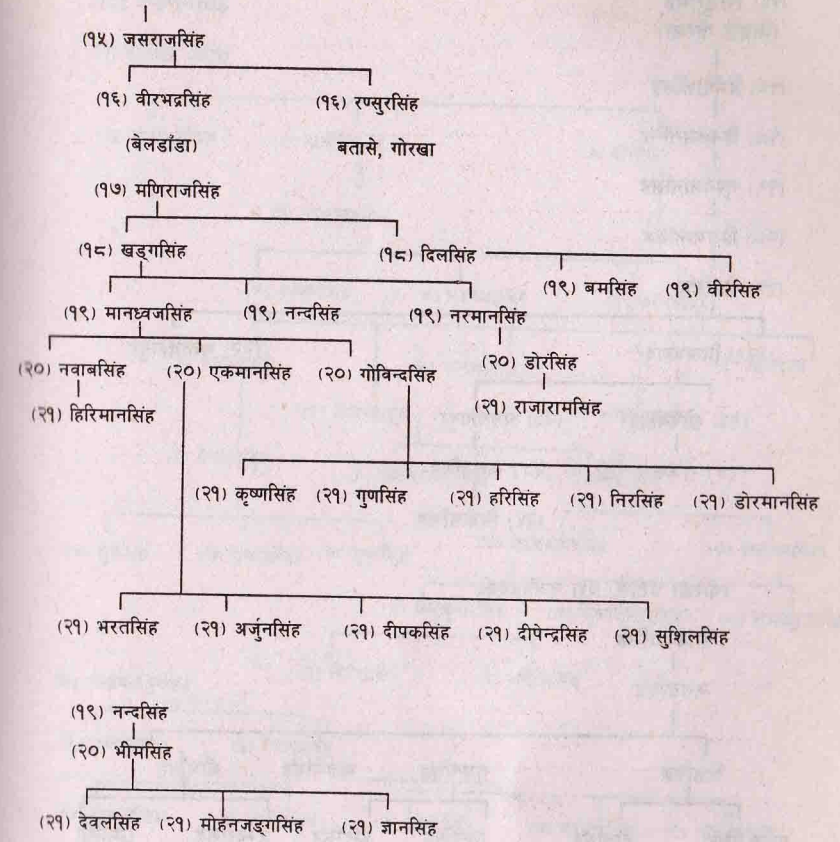 (१५) जसराजसिंह
(१६) वीरभद्रसिंह (१६) रणसुरसिंह
(बेलडाँडा) बतासे, गोरखा
(१७) मणिराजसिंह
(१८) खड्गसिंह (१८) दिलसिंह
(१९) बमसिंह (१९) वीरसिंह
(१९) मानध्वजसिंह (१९) नन्दसिंह (१९) नरमानसिंह
(२०) नवाबसिंह (२०) एकमानसिंह (२०) गोविन्दसिंह (२०) डोरसिंह
(२१) हिरिमानसिंह (२१) राजारामसिंह
(२१) कृष्णसिंह (२१) गुणसिंह (२१) हरिसिंह (२१) निरसिंह (२१) डोरमानसिंह
(२१) भरतसिंह (२१) अर्जुनसिंह (२१) दीपकसिंह (२१) दीपेन्द्रसिंह (२१) सुशिलसिंह
(१९) नन्दसिंह
(२०) भीमसिंह
(२१) देवलसिंह (२१) मोहनजङ्गसिंह (२१) ज्ञानसिंह